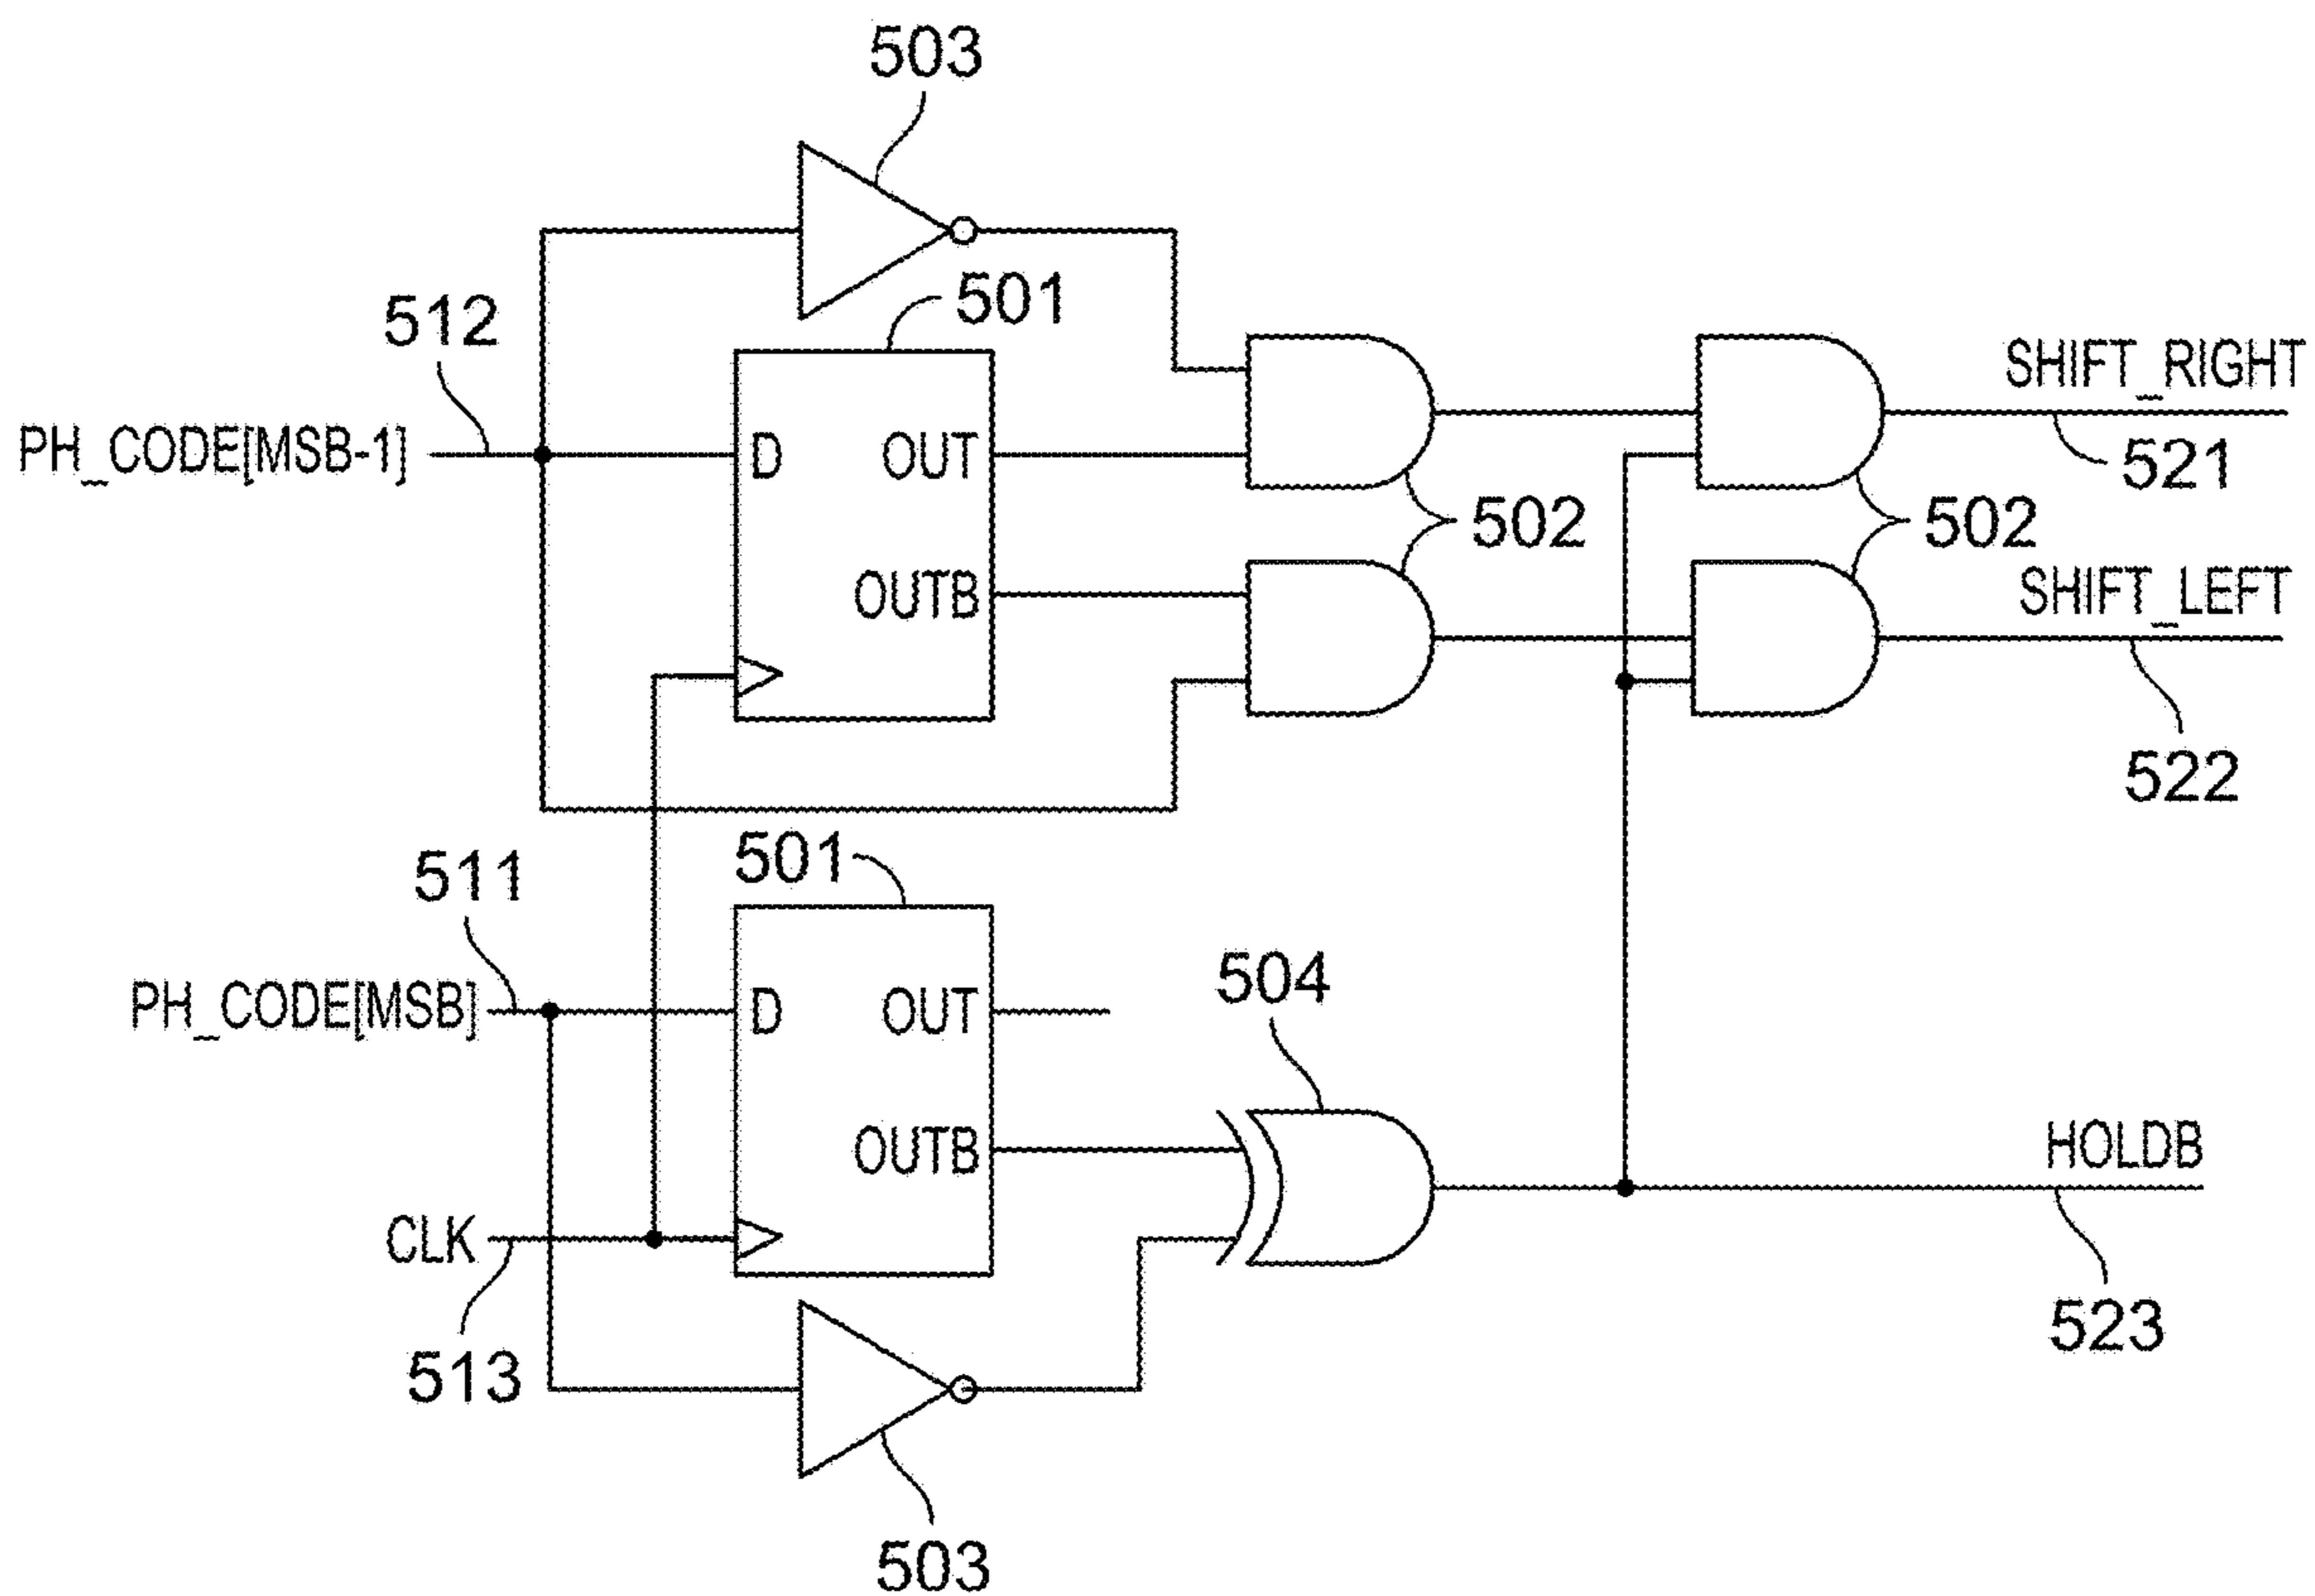 503
501
512
PH_CODE[MSB-1]
D
OUT
OUTB
502
502
SHIFT_RIGHT
521
SHIFT_LEFT
522
501
511
PH_CODE[MSB]
D
OUT
OUTB
504
CLK
513
HOLDB
523
503